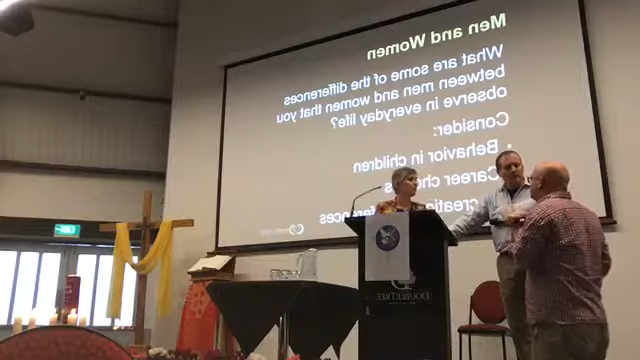 Men and Women
What are some of the differences
between men and women that you
observe in everyday life?
Consider:
• Behavior in children
DOUBLETREE